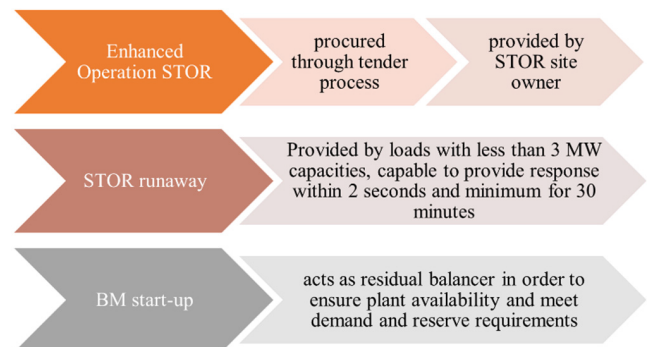 Enhanced
Operation STOR
procured
through tender
process
provided by
STOR site
owner
STOR runaway
Provided by loads with less than 3 MW
capacities, capable to provide response
within 2 seconds and minimum for 30
minutes
BM start-up
acts as residual balancer in order to
ensure plant availability and meet
demand and reserve requirements